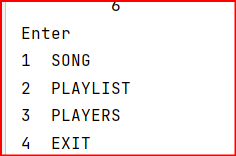 6
Enter
1 SONG
2 PLAYLIST
3 PLAYERS
4 EXIT